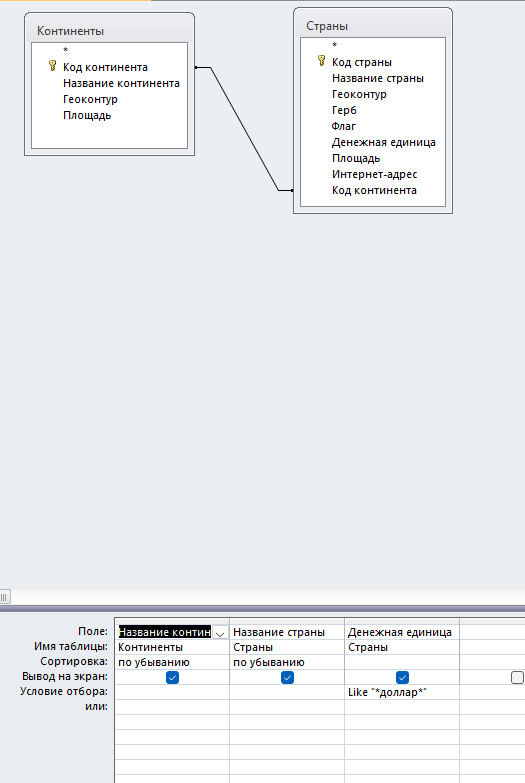 Континенты
*
Код континента
Название континента
Геоконтур
Площадь
Страны
*
Код страны
Название страны
Геоконтур
Герб
Флаг
Денежная единица
Площадь
Интернет-адрес
Код континента
Поле: Название контин Название страны Денежная единица
Имя таблицы: Континенты Страны Страны
Сортировка: по убыванию по убыванию
Вывод на экран:
Условие отбора: Like "*доллар*"
или: